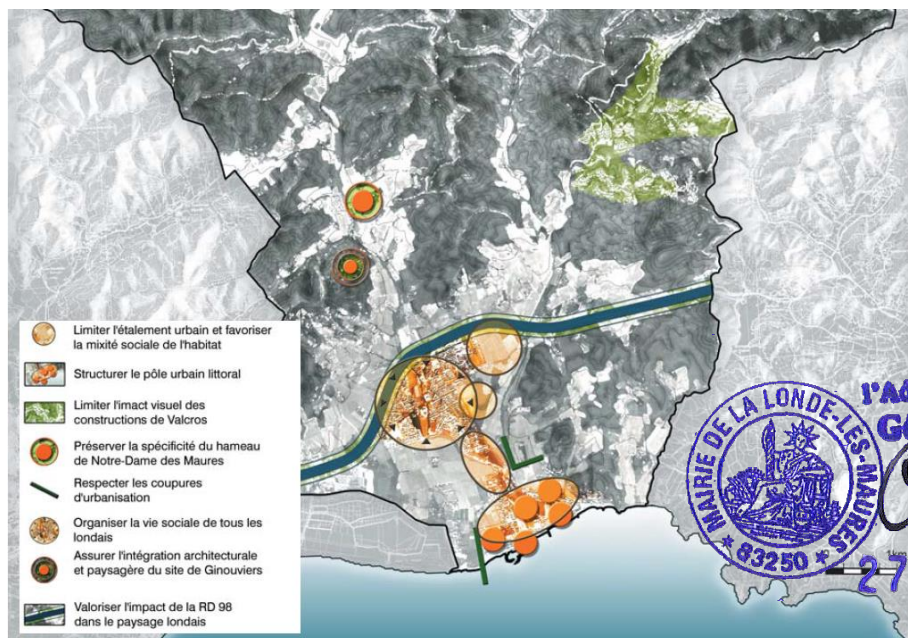 Limiter l'étalement urbain et favoriser
la mixité sociale de l'habitat
Structurer le pôle urbain littoral
Limiter l'imact visuel des
constructions de Valcros
Préserver la spécificité du hameau
de Notre-Dame des Maures
Respecter les coupures
d'urbanisation
Organiser la vie sociale de tous les
londais
Assurer l'intégration architecturale
et paysagère du site de Ginouviers
Valoriser l'impact de la RD 98
dans le paysage londais
MAIRIE DE LA LONDE-LES-MAURES
* 83250 *
1km
27